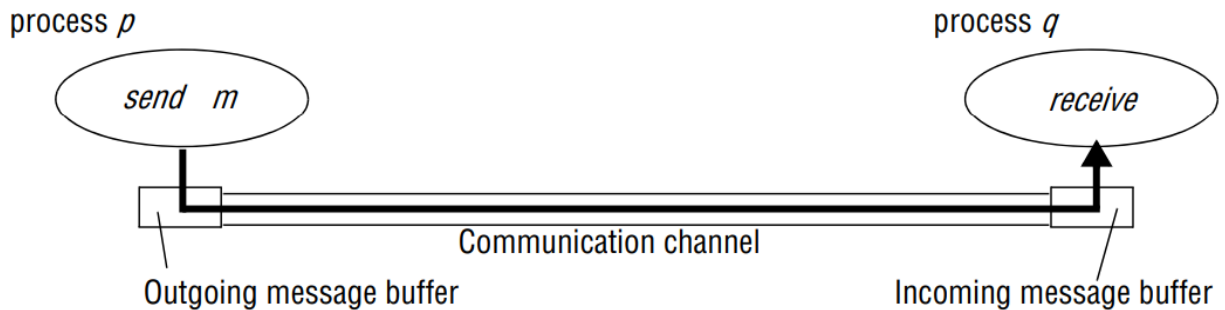 process p
process q
send m
receive
Communication channel
Outgoing message buffer
Incoming message buffer